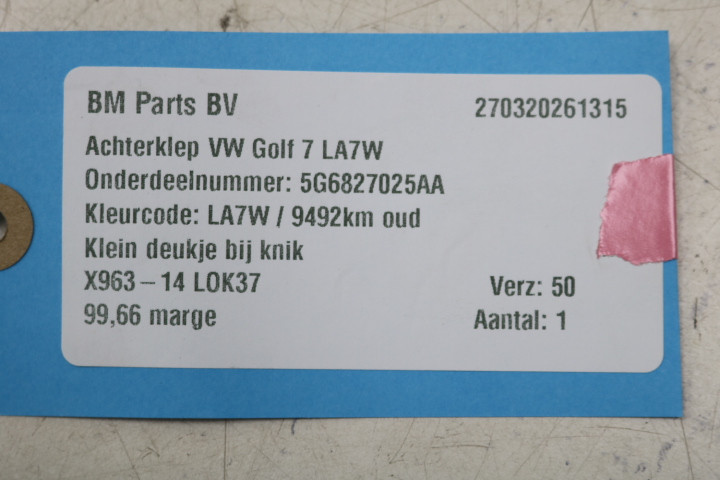 BM Parts BV 270320261315
Achterklep VW Golf 7 LA7W
Onderdeelnummer: 5G6827025AA
Kleurcode: LA7W / 9492km oud
Klein deukje bij knik
X963 – 14 LOK37 Verz: 50
99,66 marge Aantal: 1